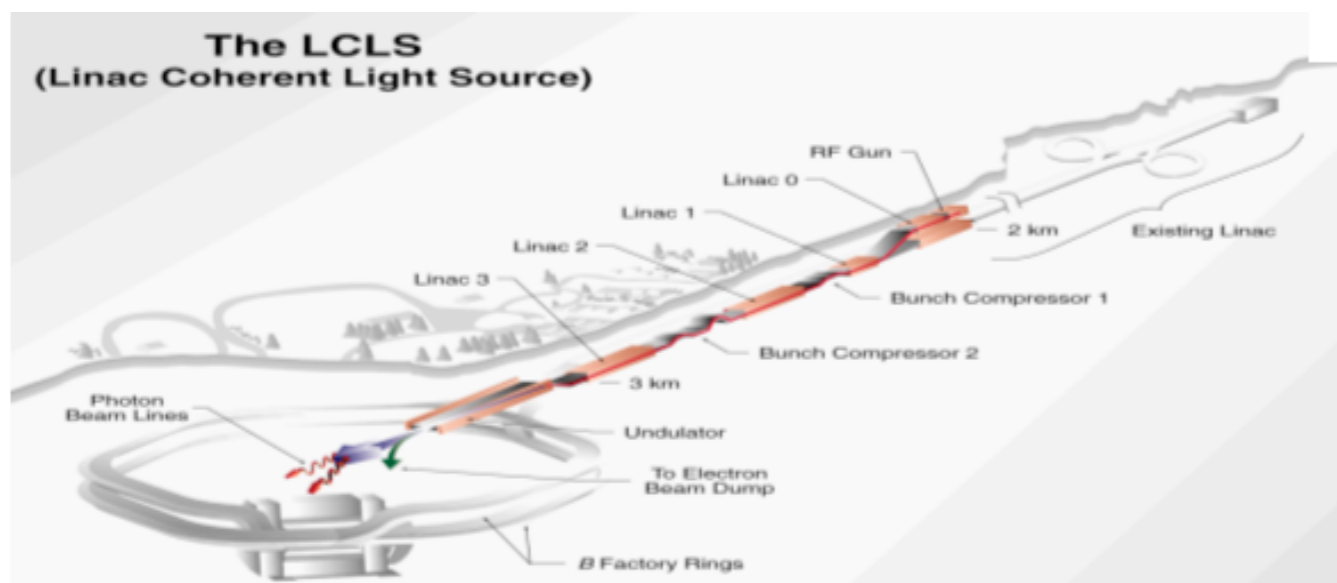 The LCLS
(Linac Coherent Light Source)
RF Gun
Linac 0
Linac 1
2 km
Existing Linac
Linac 2
Linac 3
Bunch Compressor 1
Bunch Compressor 2
3 km
Photon
Beam Lines
Undulator
To Electron
Beam Dump
B Factory Rings